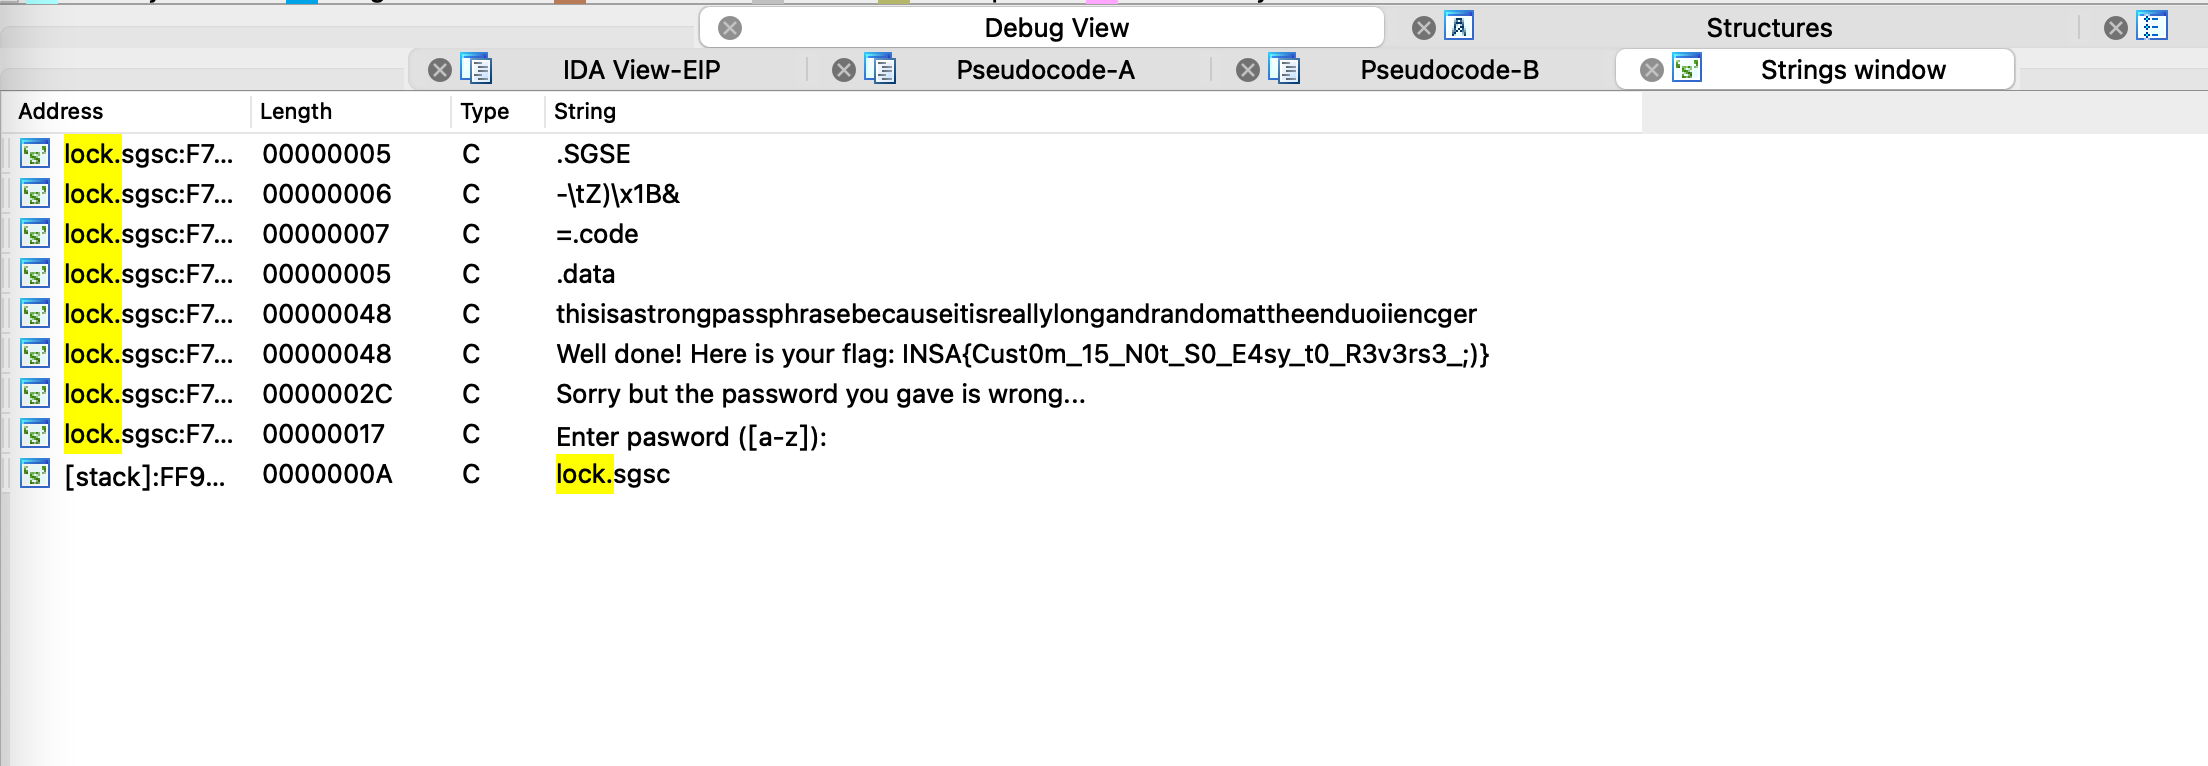 Debug View Structures
IDA View-EIP Pseudocode-A Pseudocode-B Strings window
Address Length Type String
lock.sgsc:F7... 00000005 C .SGSE
lock.sgsc:F7... 00000006 C -\tZ)\x1B&
lock.sgsc:F7... 00000007 C =.code
lock.sgsc:F7... 00000005 C .data
lock.sgsc:F7... 00000048 C thisisastrongpassphrasebecauseitisreallylongandrandomattheenduoiiencger
lock.sgsc:F7... 00000048 C Well done! Here is your flag: INSA{Cust0m_15_N0t_S0_E4sy_t0_R3v3rs3_;)}
lock.sgsc:F7... 0000002C C Sorry but the password you gave is wrong...
lock.sgsc:F7... 00000017 C Enter pasword ([a-z]):
[stack]:FF9... 0000000A C lock.sgsc